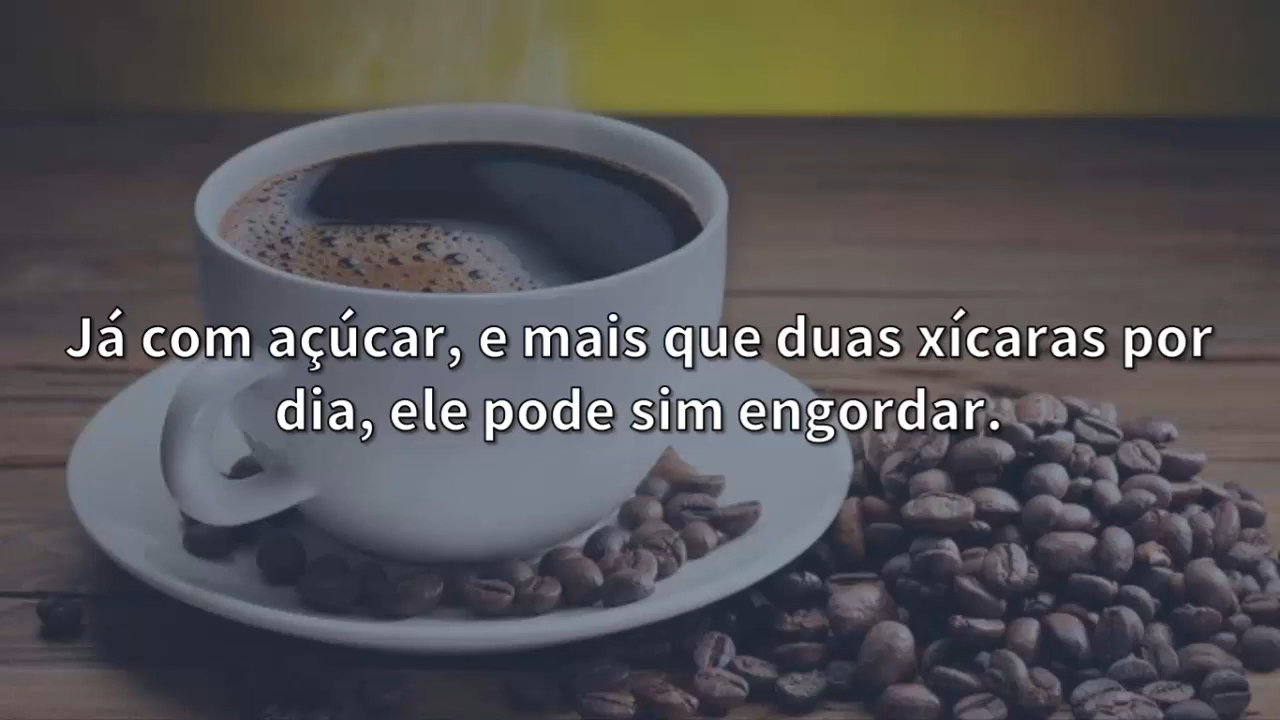 Já com açúcar, e mais que duas xícaras por
dia, ele pode sim engordar.